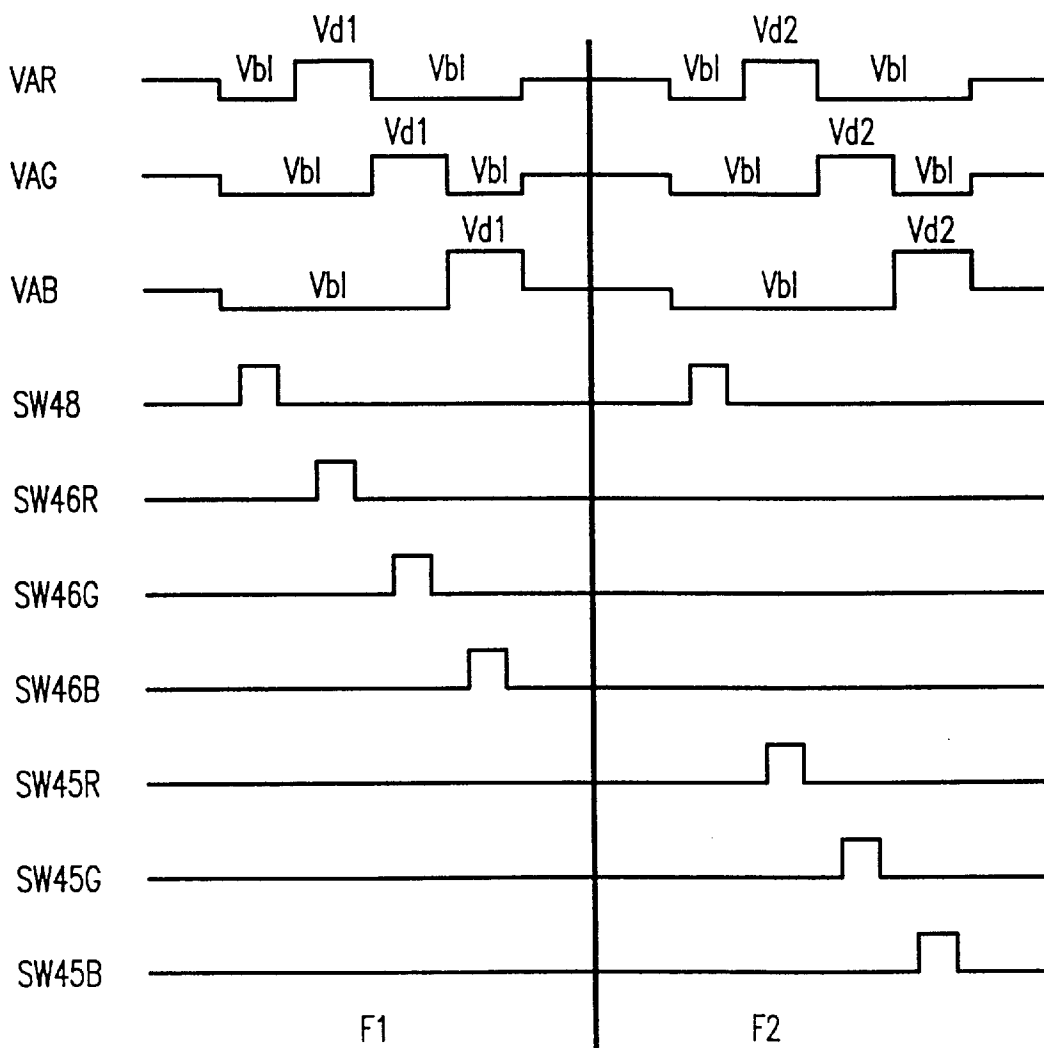 Vd1 Vd2
VAR Vbl Vbl Vbl Vbl
Vd1 Vd2
VAG Vbl Vbl Vbl Vbl
Vd1 Vd2
VAB Vbl Vbl
SW48
SW46R
SW46G
SW46B
SW45R
SW45G
SW45B
F1 F2